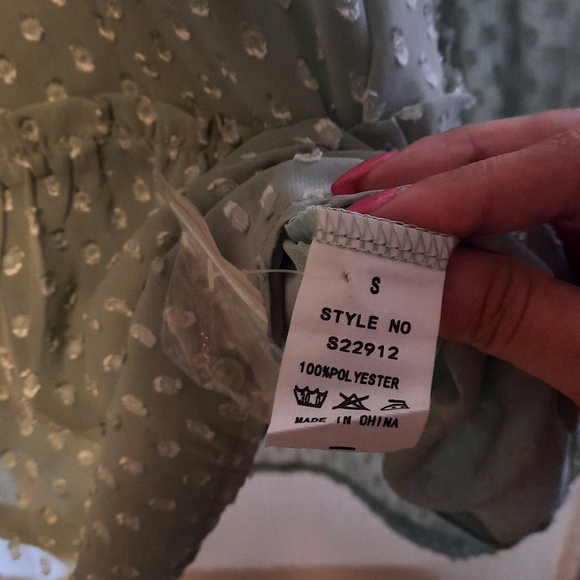 S
STYLE NO
S22912
100%POLYESTER
MADE IN CHINA